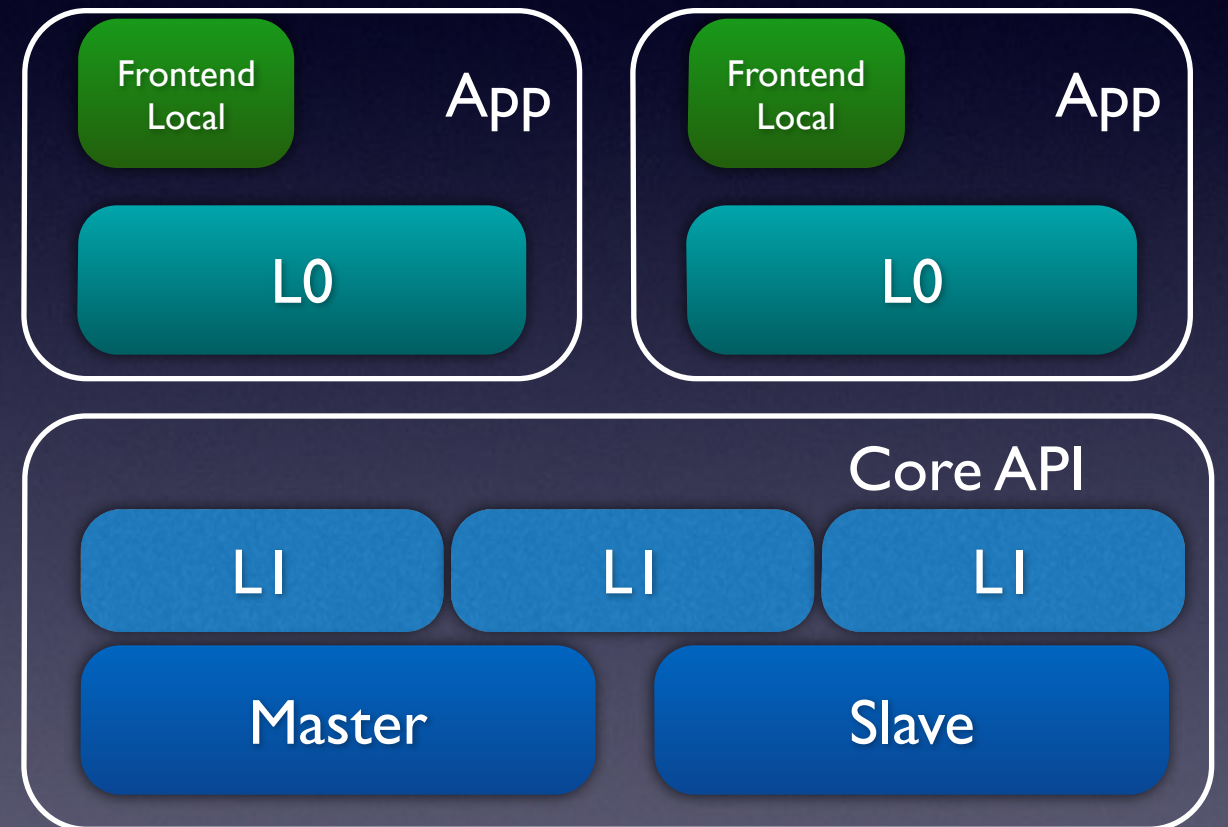 Frontend
Local
App
L0
Frontend
Local
App
L0
Core API
L1
L1
L1
Master
Slave